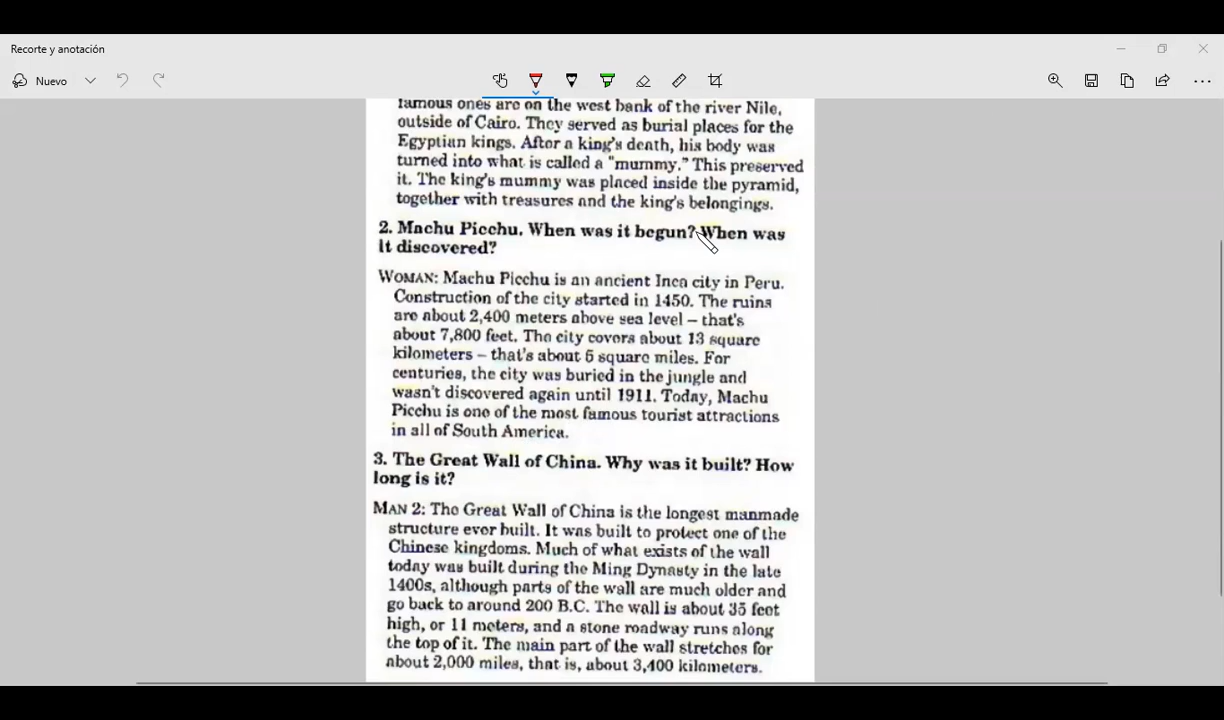 Recorte y anotación
Nuevo
famous ones are on the west bank of the river Nile,
outside of Cairo. They served as burial places for the
Egyptian kings. After a king's death, his body was
turned into what is called a "mummy." This preserved
it. The king's mummy was placed inside the pyramid,
together with treasures and the king's belongings.
2. Machu Picchu. When was it begun? When was
it discovered?
WOMAN: Machu Picchu is an ancient Inca city in Peru.
Construction of the city started in 1450. The ruins
are about 2,400 meters above sea level – that's
about 7,800 feet. The city covers about 13 square
kilometers – that's about 5 square miles. For
centuries, the city was buried in the jungle and
wasn't discovered again until 1911. Today, Machu
Picchu is one of the most famous tourist attractions
in all of South America.
3. The Great Wall of China. Why was it built? How
long is it?
MAN 2: The Great Wall of China is the longest manmade
structure ever built. It was built to protect one of the
Chinese kingdoms. Much of what exists of the wall
today was built during the Ming Dynasty in the late
1400s, although parts of the wall are much older and
go back to around 200 B.C. The wall is about 35 feet
high, or 11 meters, and a stone roadway runs along
the top of it. The main part of the wall stretches for
about 2,000 miles, that is, about 3,400 kilometers.